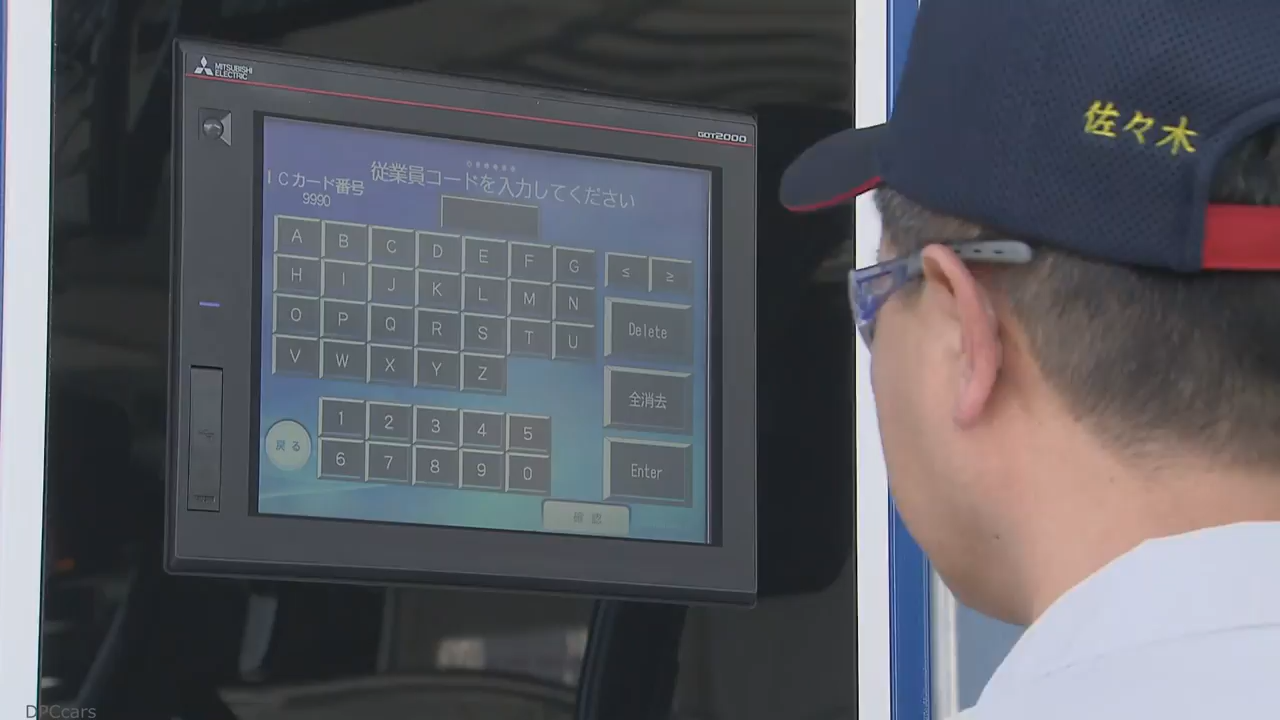 MITSUBISHI
ELECTRIC
GOT2000
従業員コードを入力してください
ICカード番号
9990
A B C D E F G ≤ ≥
H I J K L M N
O P Q R S T U Delete
V W X Y Z
全消去
1 2 3 4 5
戻る
6 7 8 9 0 Enter
確認
佐々木
DPCcars